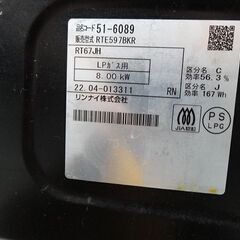 品コード 51-6089
販売型式 RTE597BKR
RT67JH
LPガス用
8.00 kW
22.04-013311
RN
リンナイ株式会社
区分名 C
効率 56.3 %
区分名 J
効率 167 Wh
JIA
PS
LPG